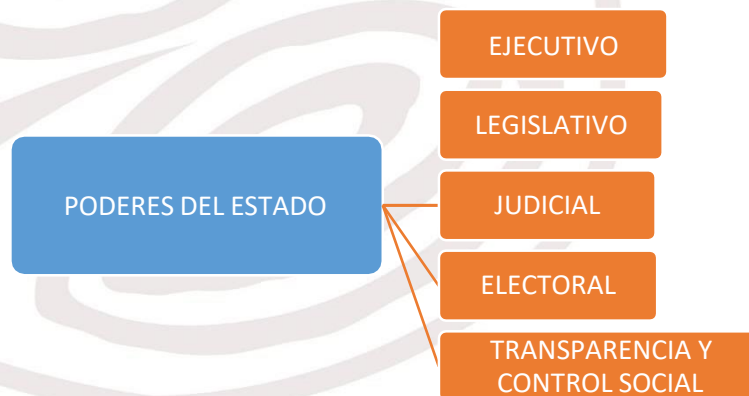 EJECUTIVO
LEGISLATIVO
PODERES DEL ESTADO
JUDICIAL
ELECTORAL
TRANSPARENCIA Y
CONTROL SOCIAL